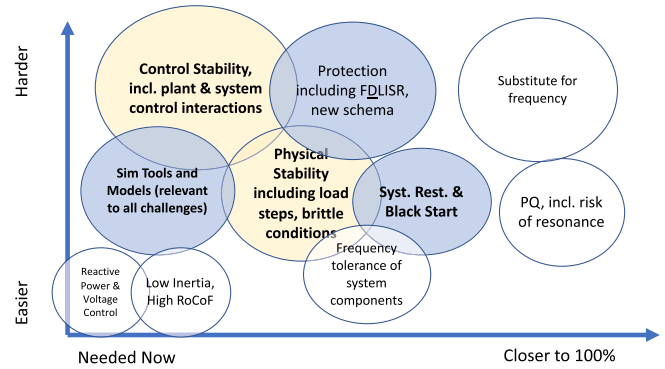 Harder
Easier
Control Stability,
incl. plant & system
control interactions
Protection
including FDLISR,
new schema
Substitute for
frequency
Sim Tools and
Models (relevant
to all challenges)
Physical
Stability
including load
steps, brittle
conditions
Syst. Rest. &
Black Start
PQ, incl. risk
of resonance
Reactive
Power &
Voltage
Control
Low Inertia,
High RoCoF
Frequency
tolerance of
system
components
Needed Now
Closer to 100%